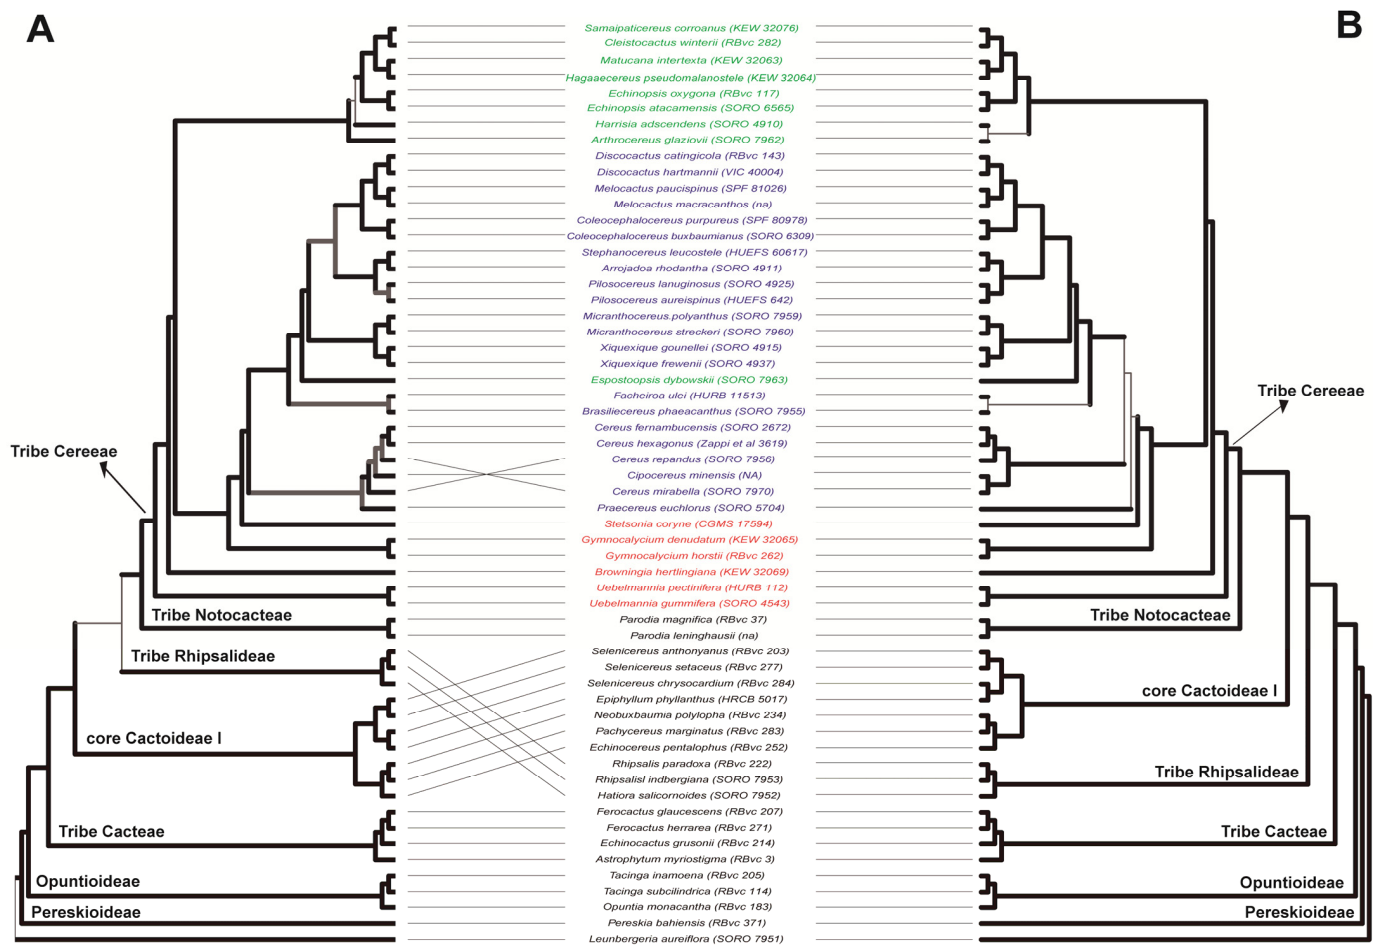 A
B
Samaipaticereus corroanus (KEW 32076)
Cleistocactus winterii (RBvc 282)
Matucana intertexta (KEW 32063)
Hagaaecereus pseudomalanostele (KEW 32064)
Echinopsis oxygona (RBvc 117)
Echinopsis atacamensis (SORO 6565)
Harrisia adscendens (SORO 4910)
Arthrocereus glaziovii (SORO 7962)
Discocactus catingicola (RBvc 143)
Discocactus hartmannii (VIC 40004)
Melocactus paucispinus (SPF 81026)
Melocactus macracanthos (na)
Coleocephalocereus purpureus (SPF 80978)
Coleocephalocereus buxbaumianus (SORO 6309)
Stephanocereus leucostele (HUEFS 60617)
Arrojadoa rhodantha (SORO 4911)
Pilosocereus lanuginosus (SORO 4925)
Pilosocereus aureispinus (HUEFS 642)
Micranthocereus polyanthus (SORO 7959)
Micranthocereus streckeri (SORO 7960)
Xiquexique gounellei (SORO 4915)
Xiquexique frewenii (SORO 4937)
Espostoopsis dybowskii (SORO 7963)
Facheiroa ulei (HURB 11513)
Brasiliecereus phaeacanthus (SORO 7955)
Cereus fernambucensis (SORO 2672)
Cereus hexagonus (Zappi et al 3619)
Cereus repandus (SORO 7956)
Cipocereus minensis (NA)
Cereus mirabella (SORO 7970)
Praecereus euchlorus (SORO 5704)
Stetsonia coryne (CGMS 17594)
Gymnocalycium denudatum (KEW 32065)
Gymnocalycium horstii (RBvc 262)
Browningia hertlingiana (KEW 32069)
Uebelmannia pectinifera (HURB 112)
Uebelmannia gummifera (SORO 4543)
Parodia magnifica (RBvc 37)
Parodia leninghausii (na)
Selenicereus anthonyanus (RBvc 203)
Selenicereus setaceus (RBvc 277)
Selenicereus chrysocardium (RBvc 284)
Epiphyllum phyllanthus (HRCB 5017)
Neobuxbaumia polylopha (RBvc 234)
Pachycereus marginatus (RBvc 283)
Echinocereus pentalophus (RBvc 252)
Rhipsalis paradoxa (RBvc 222)
Rhipsalisl indbergiana (SORO 7953)
Hatiora salicornoides (SORO 7952)
Ferocactus glaucescens (RBvc 207)
Ferocactus herrarea (RBvc 271)
Echinocactus grusonii (RBvc 214)
Astrophytum myriostigma (RBvc 3)
Tacinga inamoena (RBvc 205)
Tacinga subcilindrica (RBvc 114)
Opuntia monacantha (RBvc 183)
Pereskia bahiensis (RBvc 371)
Leunbergeria aureiflora (SORO 7951)
Tribe Cereeae
Tribe Notocacteae
Tribe Rhipsalideae
core Cactoideae I
Tribe Cacteae
Opuntioideae
Pereskioideae
Tribe Cereeae
Tribe Notocacteae
core Cactoideae I
Tribe Rhipsalideae
Tribe Cacteae
Opuntioideae
Pereskioideae